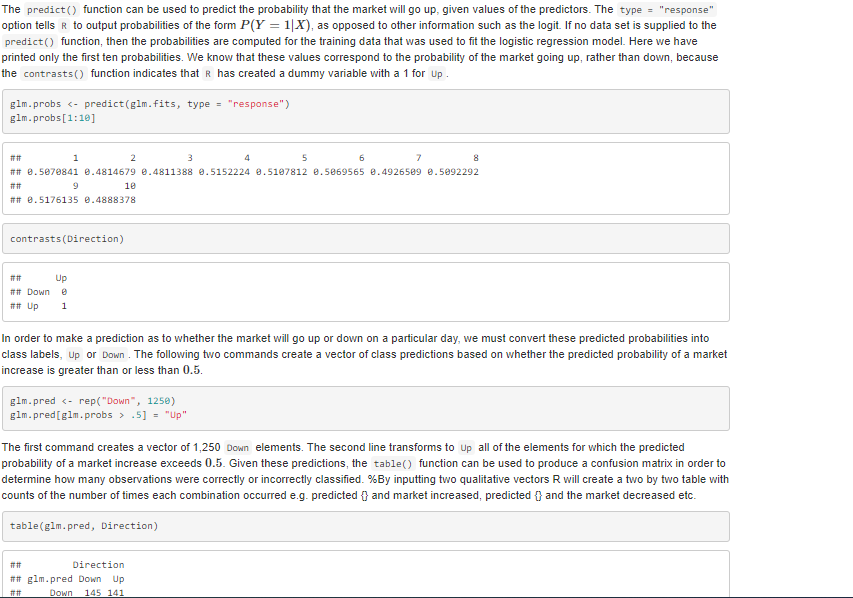 The predict() function can be used to predict the probability that the market will go up, given values of the predictors. The type = "response"
option tells R to output probabilities of the form P(Y = 1|X), as opposed to other information such as the logit. If no data set is supplied to the
predict() function, then the probabilities are computed for the training data that was used to fit the logistic regression model. Here we have
printed only the first ten probabilities. We know that these values correspond to the probability of the market going up, rather than down, because
the contrasts() function indicates that R has created a dummy variable with a 1 for Up.
glm.probs <- predict(glm.fits, type = "response")
glm.probs[1:10]
## 1 2 3 4 5 6 7 8
## 0.5070841 0.4814679 0.4811388 0.5152224 0.5107812 0.5069565 0.4926509 0.5092292
## 9 10
## 0.5176135 0.4888378
contrasts(Direction)
## Up
## Down 0
## Up 1
In order to make a prediction as to whether the market will go up or down on a particular day, we must convert these predicted probabilities into
class labels, Up or Down. The following two commands create a vector of class predictions based on whether the predicted probability of a market
increase is greater than or less than 0.5.
glm.pred <- rep("Down", 1250)
glm.pred[glm.probs > .5] = "Up"
The first command creates a vector of 1,250 Down elements. The second line transforms to Up all of the elements for which the predicted
probability of a market increase exceeds 0.5. Given these predictions, the table() function can be used to produce a confusion matrix in order to
determine how many observations were correctly or incorrectly classified. %By inputting two qualitative vectors R will create a two by two table with
counts of the number of times each combination occurred e.g. predicted {} and market increased, predicted {} and the market decreased etc.
table(glm.pred, Direction)
## Direction
## glm.pred Down Up
## Down 145 141